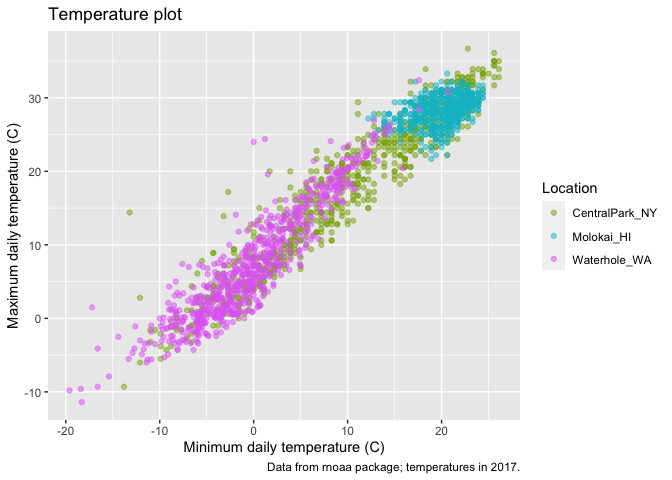 Temperature plot
Maximum daily temperature (C)
30
20
10
0
-10
-20
-10
0
10
20
Minimum daily temperature (C)
Location
CentralPark_NY
Molokai_HI
Waterhole_WA
Data from moaa package; temperatures in 2017.